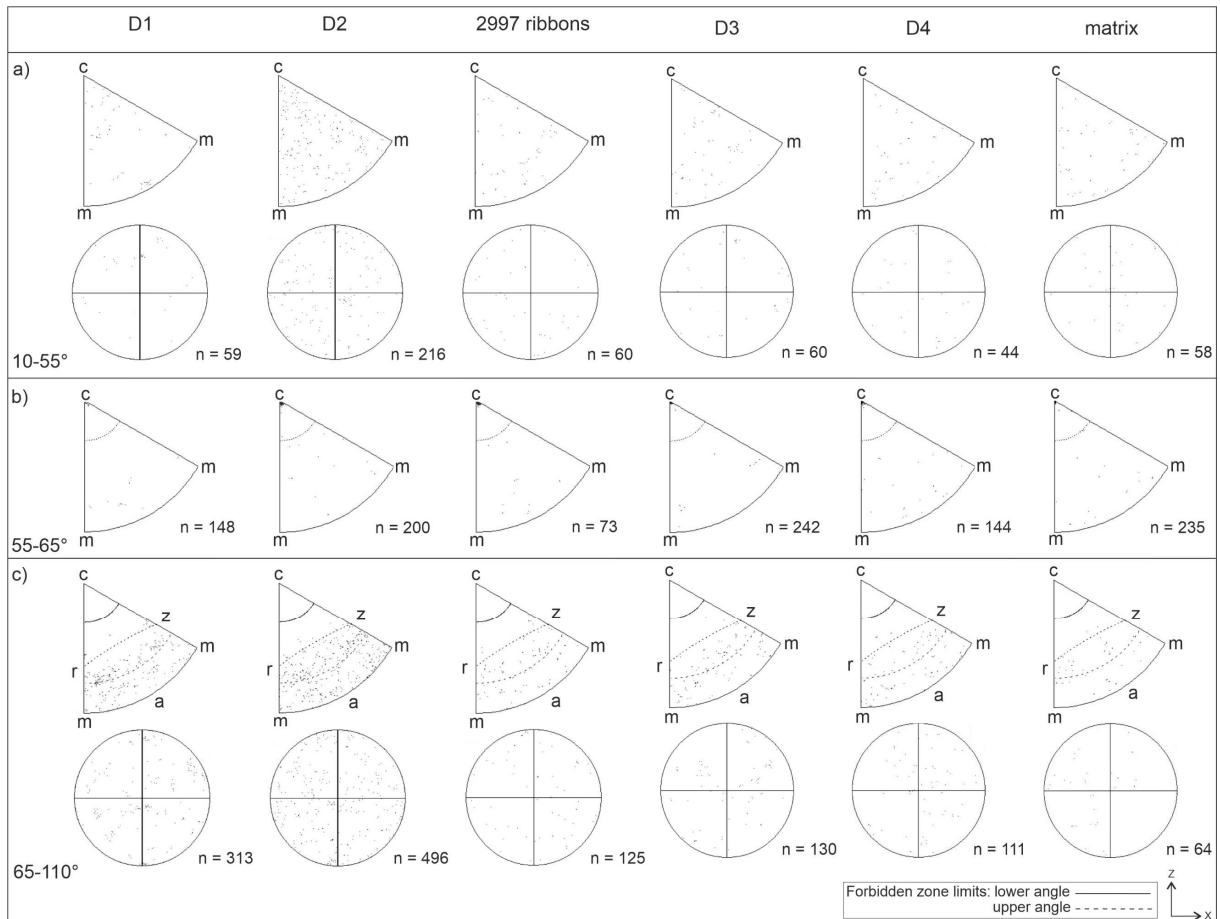 D1 D2 2997 ribbons D3 D4 matrix
a)
c c c c c c
m m m m m m
m m m m m m
10-55° n = 59 n = 216 n = 60 n = 60 n = 44 n = 58
b)
c c c c c c
m m m m m m
m m m m m m
55-65° n = 148 n = 200 n = 73 n = 242 n = 144 n = 235
c)
c c c c c c
z z z z z z
m m m m m m
r r r r r r
a a a a a a
m m m m m m
65-110° n = 313 n = 496 n = 125 n = 130 n = 111 n = 64
Forbidden zone limits: lower angle
upper angle
z
x